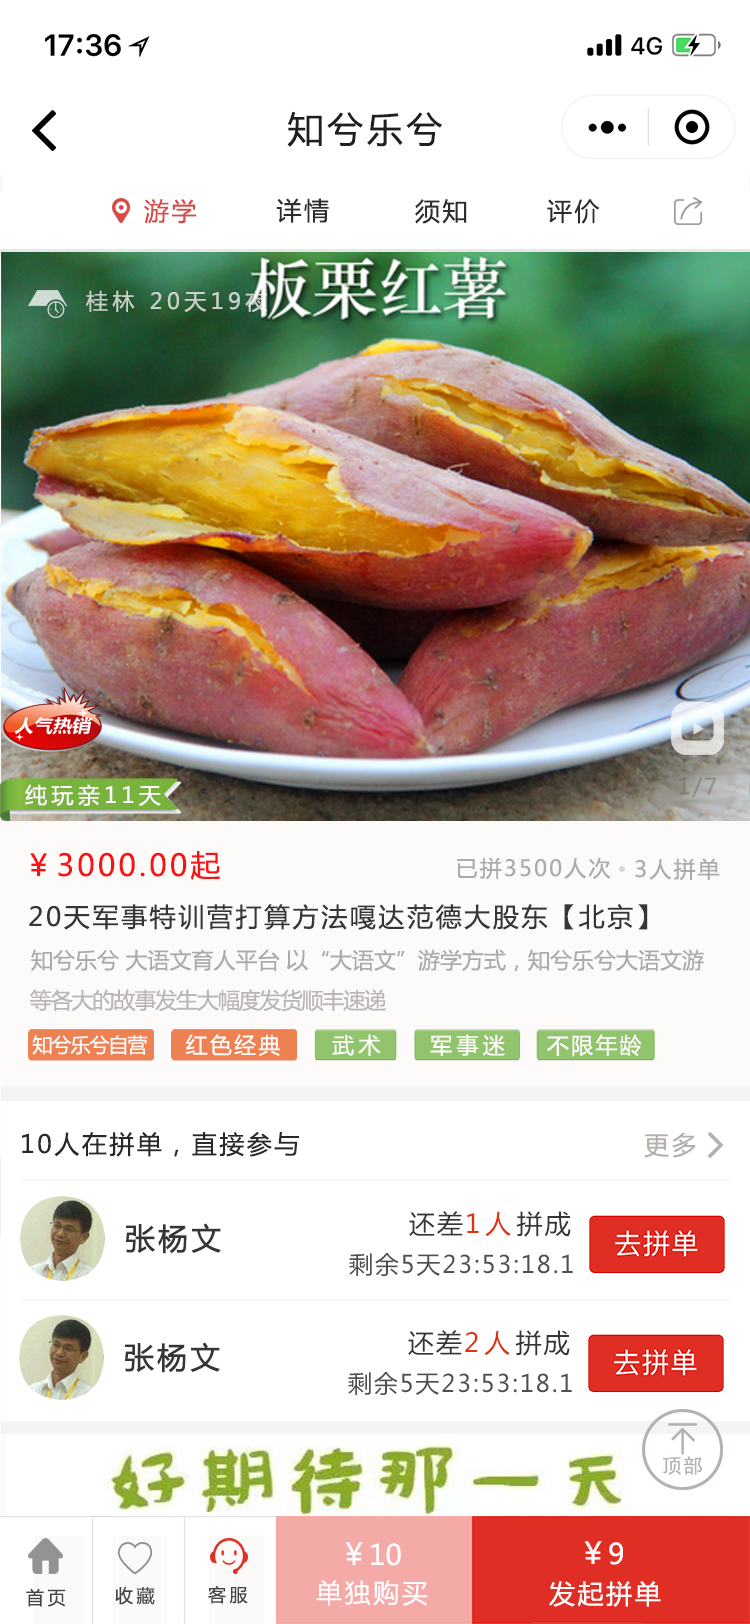 17:36
4G
知兮乐兮
游学 详情 须知 评价
板栗红薯
桂林 20天19夜
人气热销
纯玩亲11天
1/7
¥ 3000.00起
已拼3500人次 • 3人拼单
20天军事特训营打算方法嘎达范德大股东【北京】
知兮乐兮 大语文育人平台 以“大语文”游学方式，知兮乐兮大语文游
等各大的故事发生大幅度发货顺丰速递
知兮乐兮自营 红色经典 武术 军事迷 不限年龄
10人在拼单，直接参与
更多
张杨文
还差1人拼成
剩余5天23:53:18.1
去拼单
张杨文
还差2人拼成
剩余5天23:53:18.1
去拼单
好期待那一天
顶部
首页
收藏
客服
¥10
单独购买
¥9
发起拼单